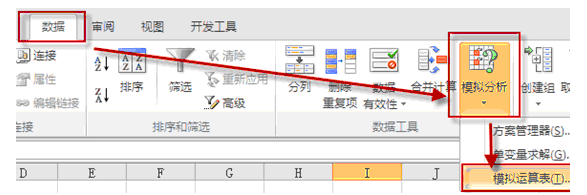 数据 审阅 视图 开发工具
连接 清除
属性 排序 筛选 重新应用 分列 删除 数据 合并计算 模拟分析 创建组 取
编辑链接 高级 重复项 有效性
连接 排序和筛选 数据工具
方案管理器(S)...
单变量求解(G)...
D E F G H I J 模拟运算表(T)...